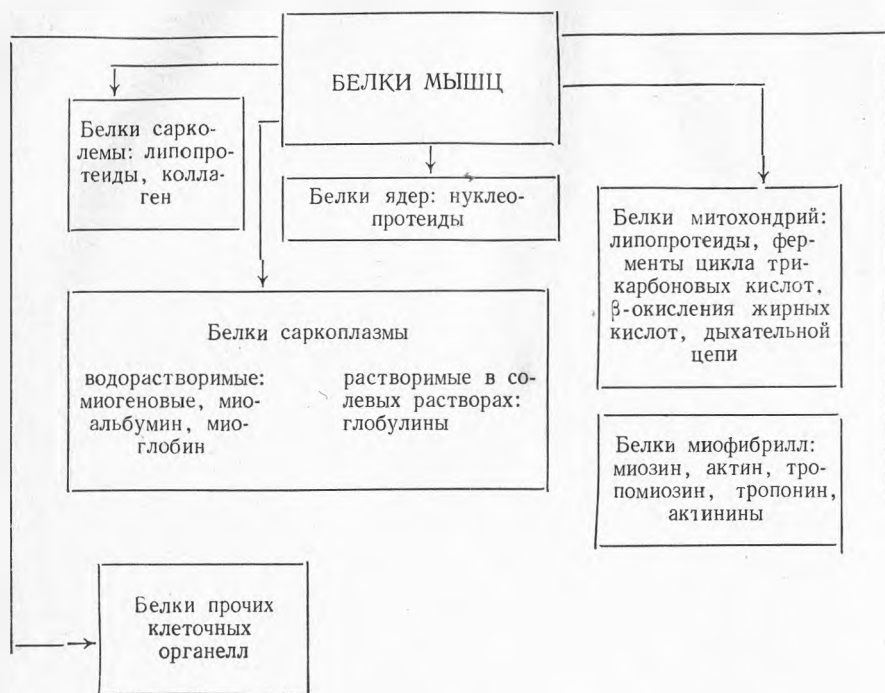 БЕЛКИ МЫШЦ
Белки сарко-
лемы: липопро-
теиды, коллa-
ген
Белки ядер: нуклео-
протеиды
Белки митохондрий:
липопротеиды, фер-
менты цикла три-
карбоновых кислот,
β-окисления жирных
кислот, дыхательной
цепи
Белки саркоплазмы
водорастворимые:
миогеновые, мио-
альбумин, мио-
глобин
растворимые в со-
левых растворах:
глобулины
Белки миофибрилл:
миозин, актин, тро-
помиозин, тропонин,
актинины
Белки прочих
клеточных
органелл